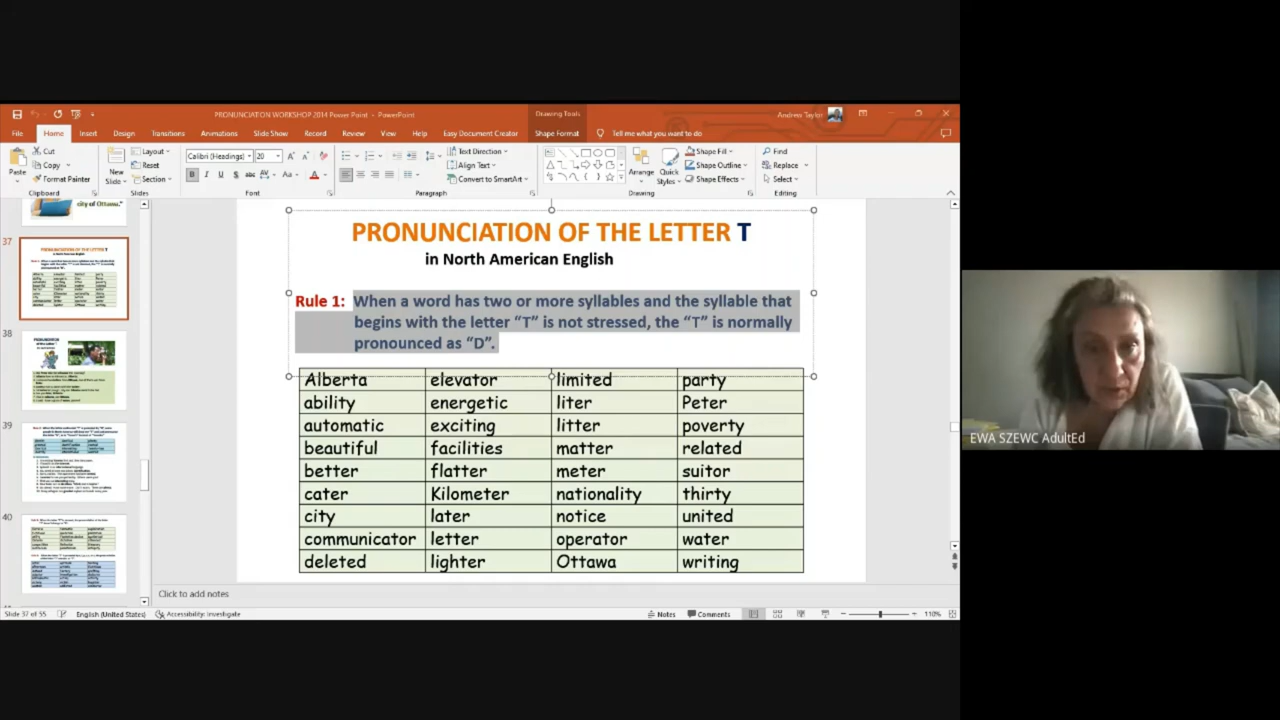 PRONUNCIATION WORKSHOP 2014 Power Point - PowerPoint
Drawing Tools
Andres Taylor
File Home Insert Design Transitions Animations Slide Show Record Review View Help Easy Document Creator Shape Format Tell me what you want to do
Cut
Copy
Format Painter
Paste
Clipboard
New
Slide
Layout
Reset
Section
Slides
Calibri (Headings) 20
Font
Text Direction
Align Text
Convert to SmartArt
Paragraph
Arrange
Quick
Styles
Shape Fill
Shape Outline
Shape Effects
Drawing
Find
Replace
Select
Editing
city of Ottawa."
37
38
39
40
PRONUNCIATION OF THE LETTER T
in North American English
Rule 1: When a word has two or more syllables and the syllable that
begins with the letter "T" is not stressed, the "T" is normally
pronounced as "D".
Alberta elevator limited party
ability energetic liter Peter
automatic exciting litter poverty
beautiful facilities matter related
better flatter meter suitor
cater Kilometer nationality thirty
city later notice united
communicator letter operator water
deleted lighter Ottawa writing
Click to add notes
Slide 37 of 55 English (United States) Accessibility: Investigate Notes Comments 110%
EWA SZEWC AdultEd